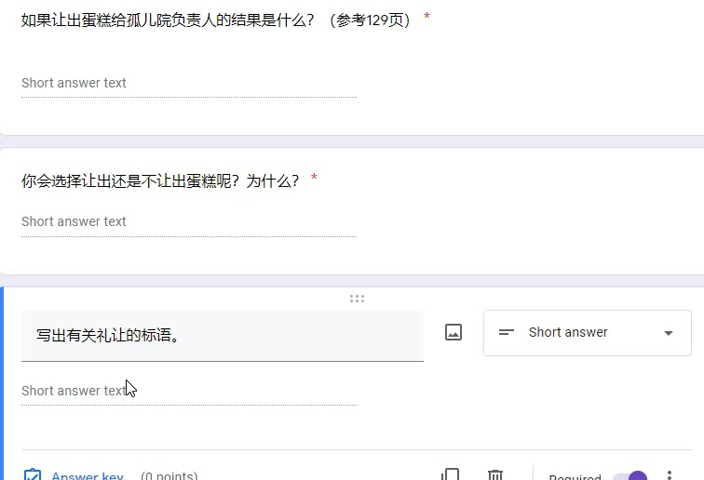 如果让出蛋糕给孤儿院负责人的结果是什么？（参考129页） *
Short answer text
你会选择让出还是不让出蛋糕呢？为什么？ *
Short answer text
写出有关礼让的标语。
Short answer
Short answer text
Answer key (0 points)
Required